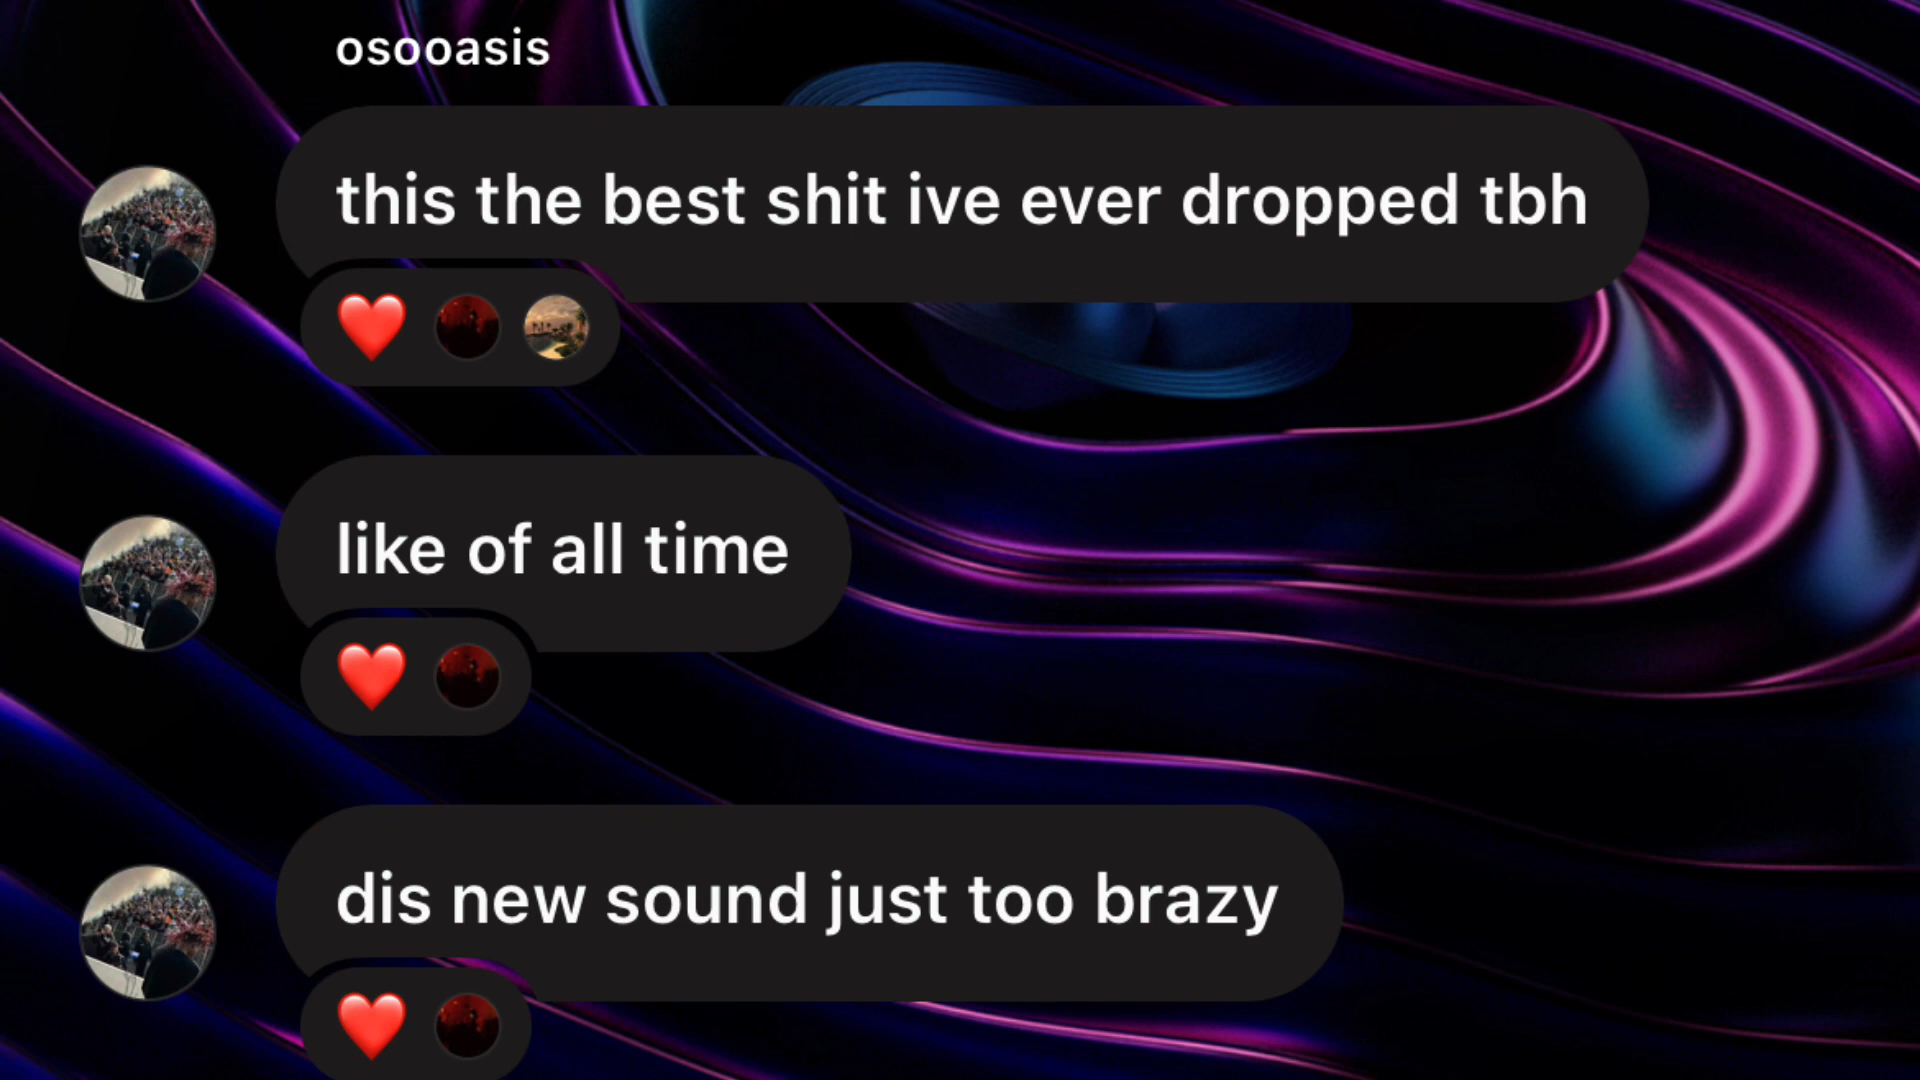 osooasis
this the best shit ive ever dropped tbh
like of all time
dis new sound just too brazy